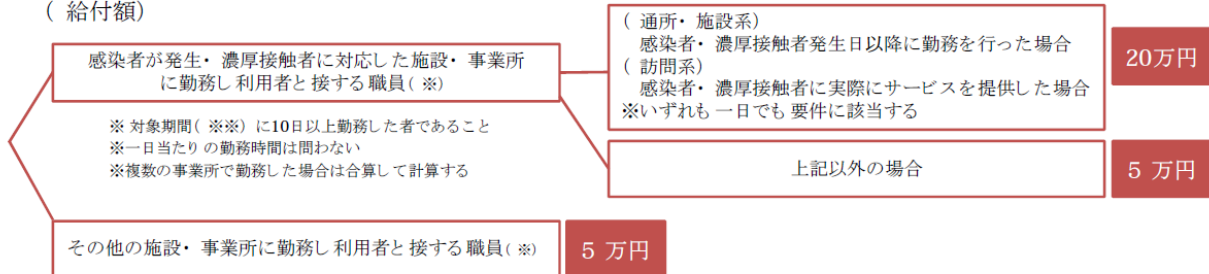 ( 給付額)
感染者が発生・濃厚接触者に対応した施設・事業所
に勤務し利用者と接する職員(※)
※対象期間(※※)に10日以上勤務した者であること
※一日当たりの勤務時間は問わない
※複数の事業所で勤務した場合は合算して計算する
( 通所・施設系)
感染者・濃厚接触者発生日以降に勤務を行った場合
( 訪問系)
感染者・濃厚接触者に実際にサービスを提供した場合
※いずれも一日でも要件に該当する
20万円
上記以外の場合
5 万円
その他の施設・事業所に勤務し利用者と接する職員(※)
5 万円